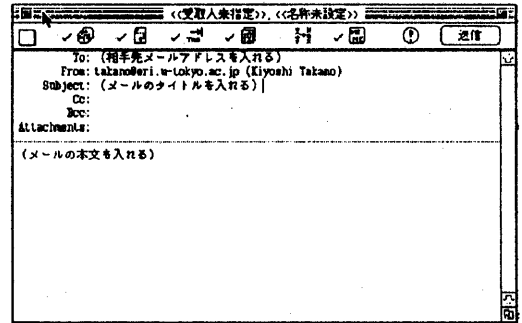 <<受取人未指定>>, <<名称未設定>>
送信
To: (相手先メールアドレスを入れる)
From: takano@eri.u-tokyo.ac.jp (Kiyoshi Takano)
Subject: (メールのタイトルを入れる)
Cc:
Bcc:
Attachments:
(メールの本文を入れる)